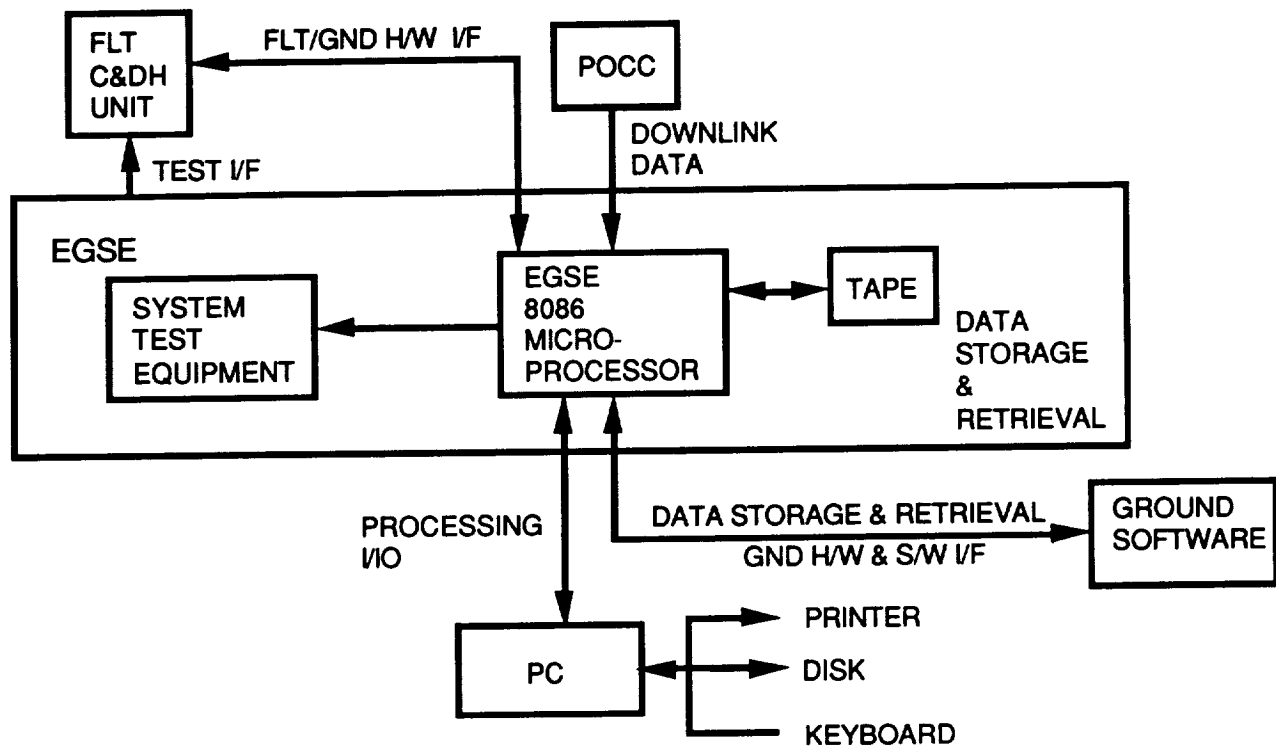 FLT
C&DH
UNIT
FLT/GND H/W I/F
POCC
DOWNLINK
DATA
TEST I/F
EGSE
SYSTEM
TEST
EQUIPMENT
EGSE
8086
MICRO-
PROCESSOR
TAPE
DATA
STORAGE
&
RETRIEVAL
PROCESSING
I/IO
DATA STORAGE & RETRIEVAL
GND H/W & S/W I/F
GROUND
SOFTWARE
PC
PRINTER
DISK
KEYBOARD